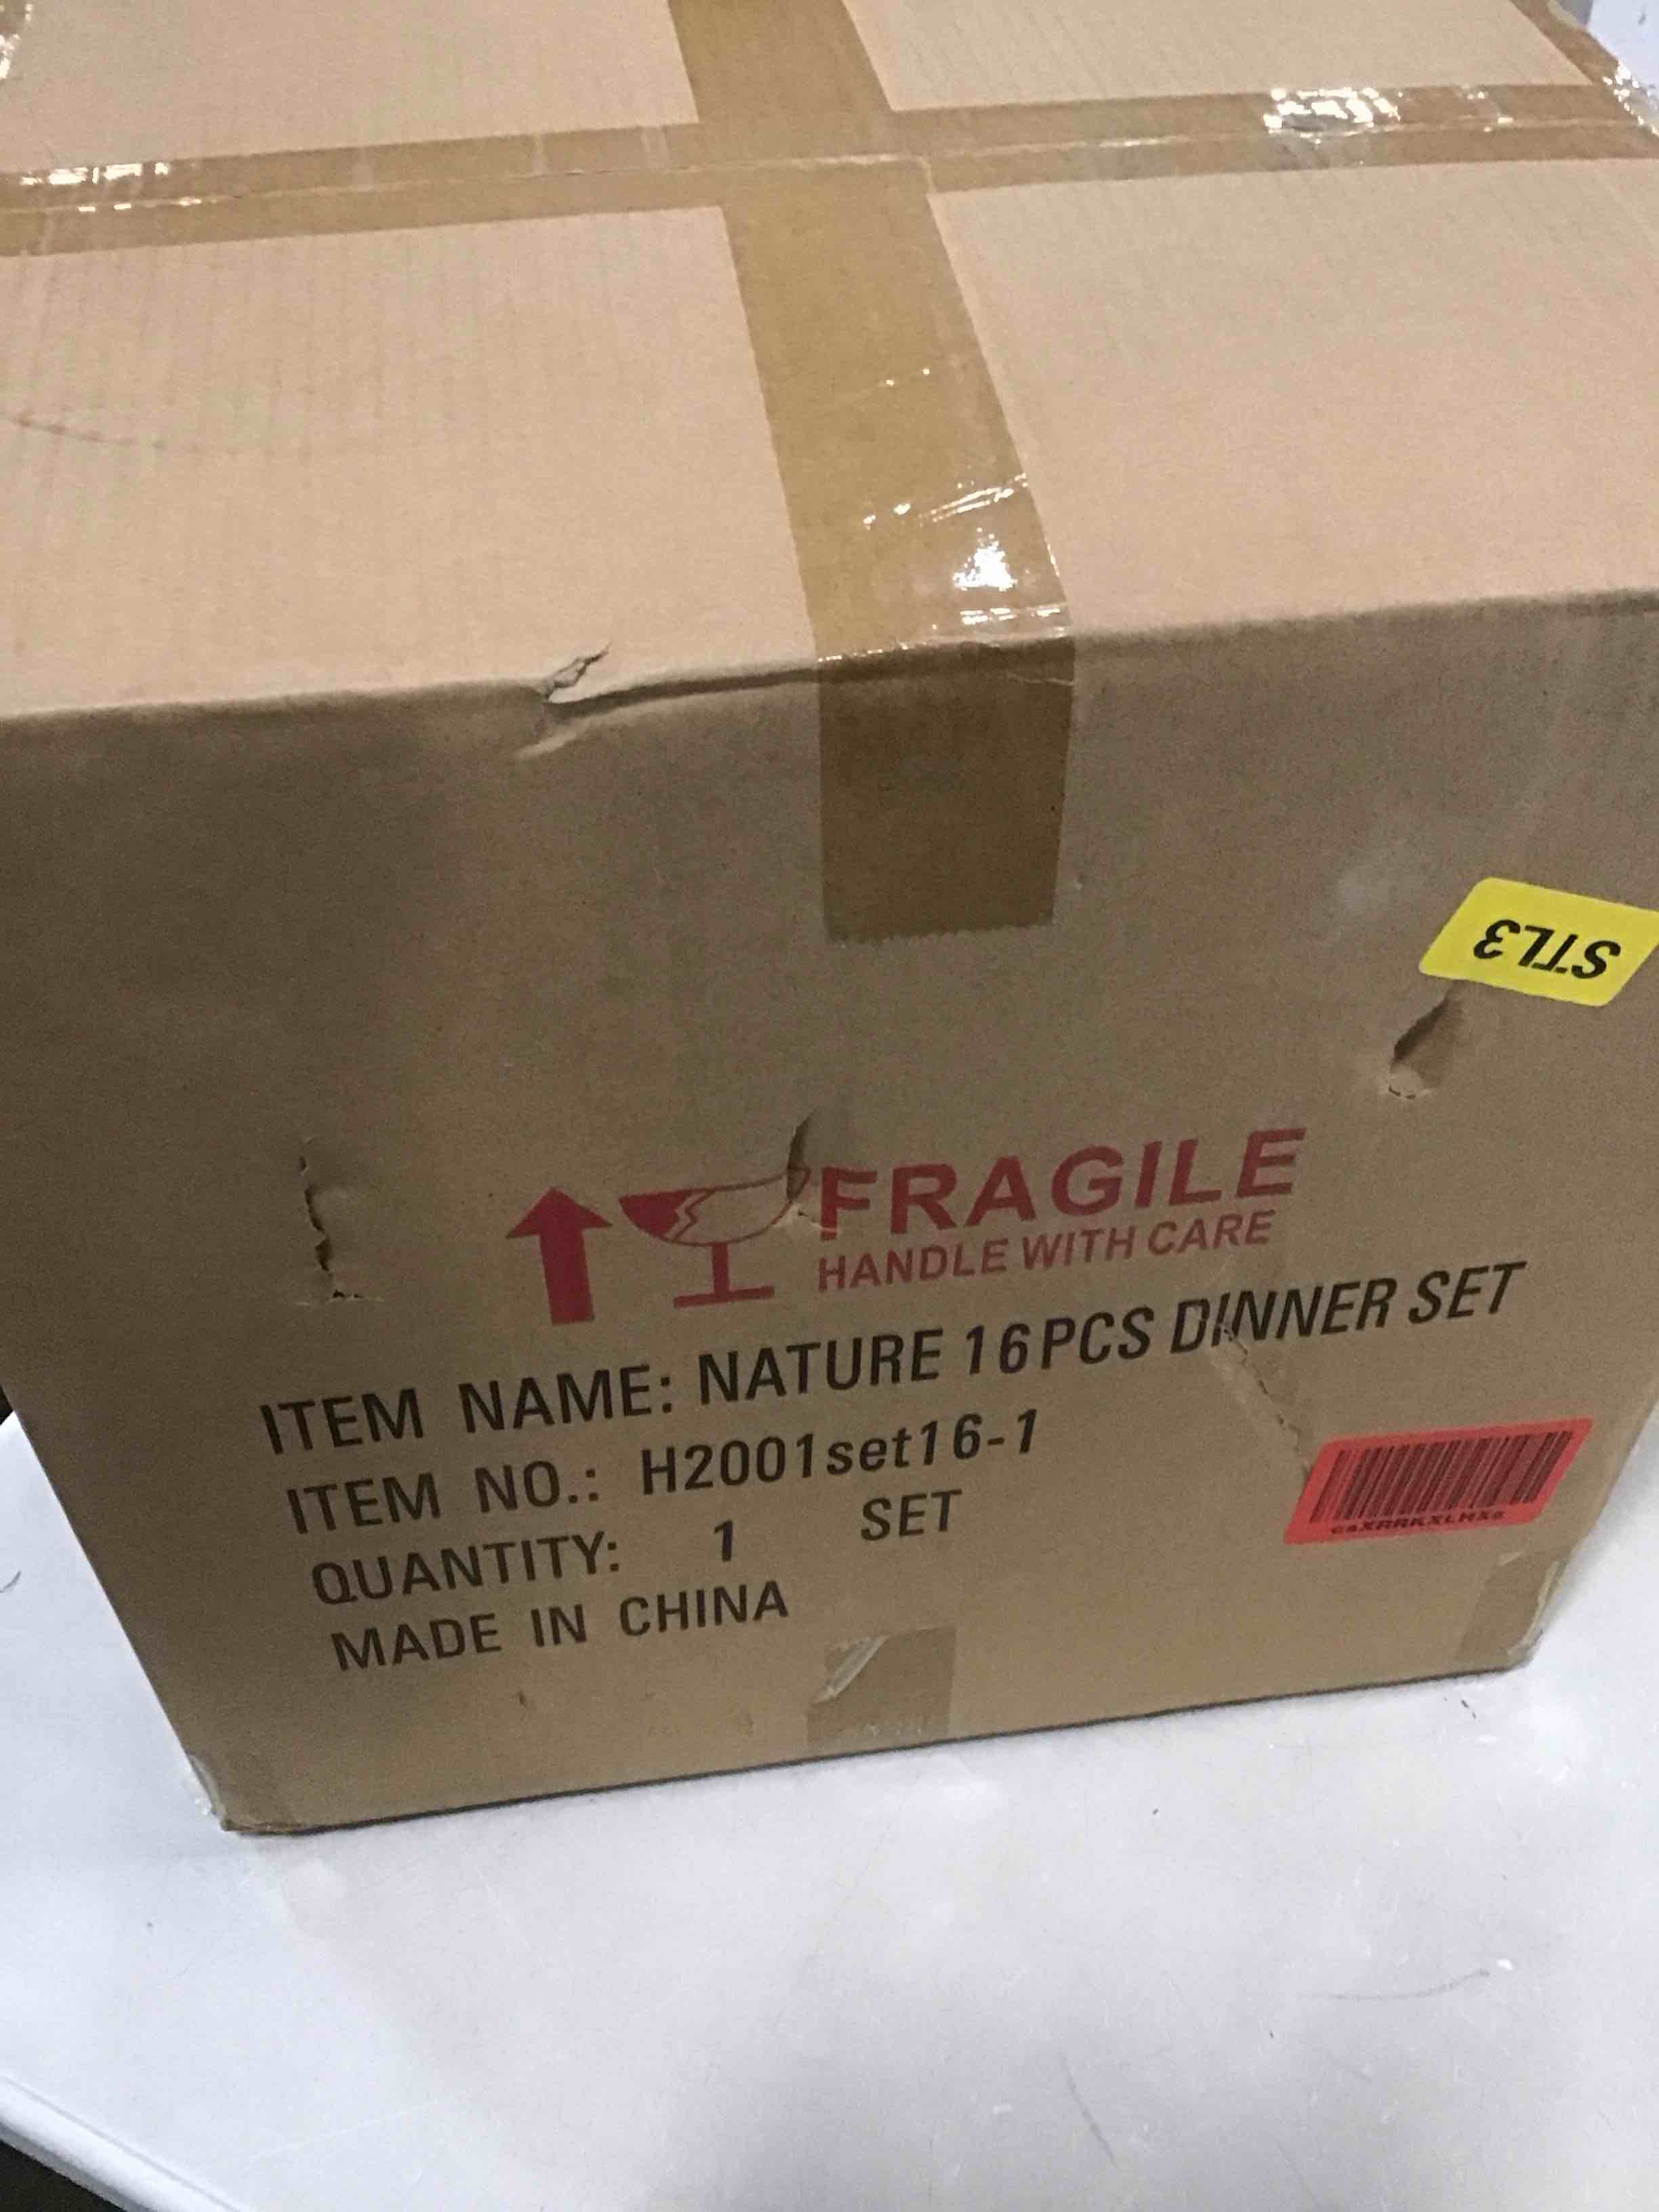 STL3
FRAGILE
HANDLE WITH CARE
ITEM NAME: NATURE 16PCS DINNER SET
ITEM NO.: H2001set16-1
QUANTITY: 1 SET
MADE IN CHINA